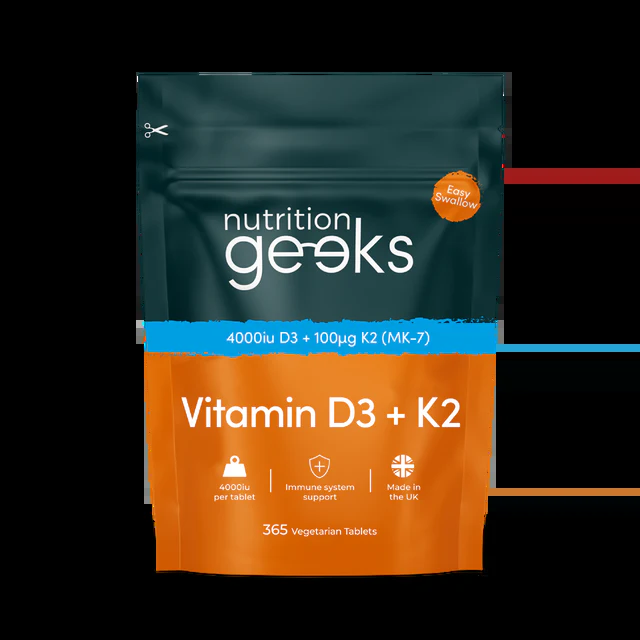 Easy
Swallow
nutrition
geeks
4000iu D3 + 100µg K2 (MK-7)
Vitamin D3 + K2
4000iu
per tablet
Immune system
support
Made in
the UK
365 Vegetarian Tablets